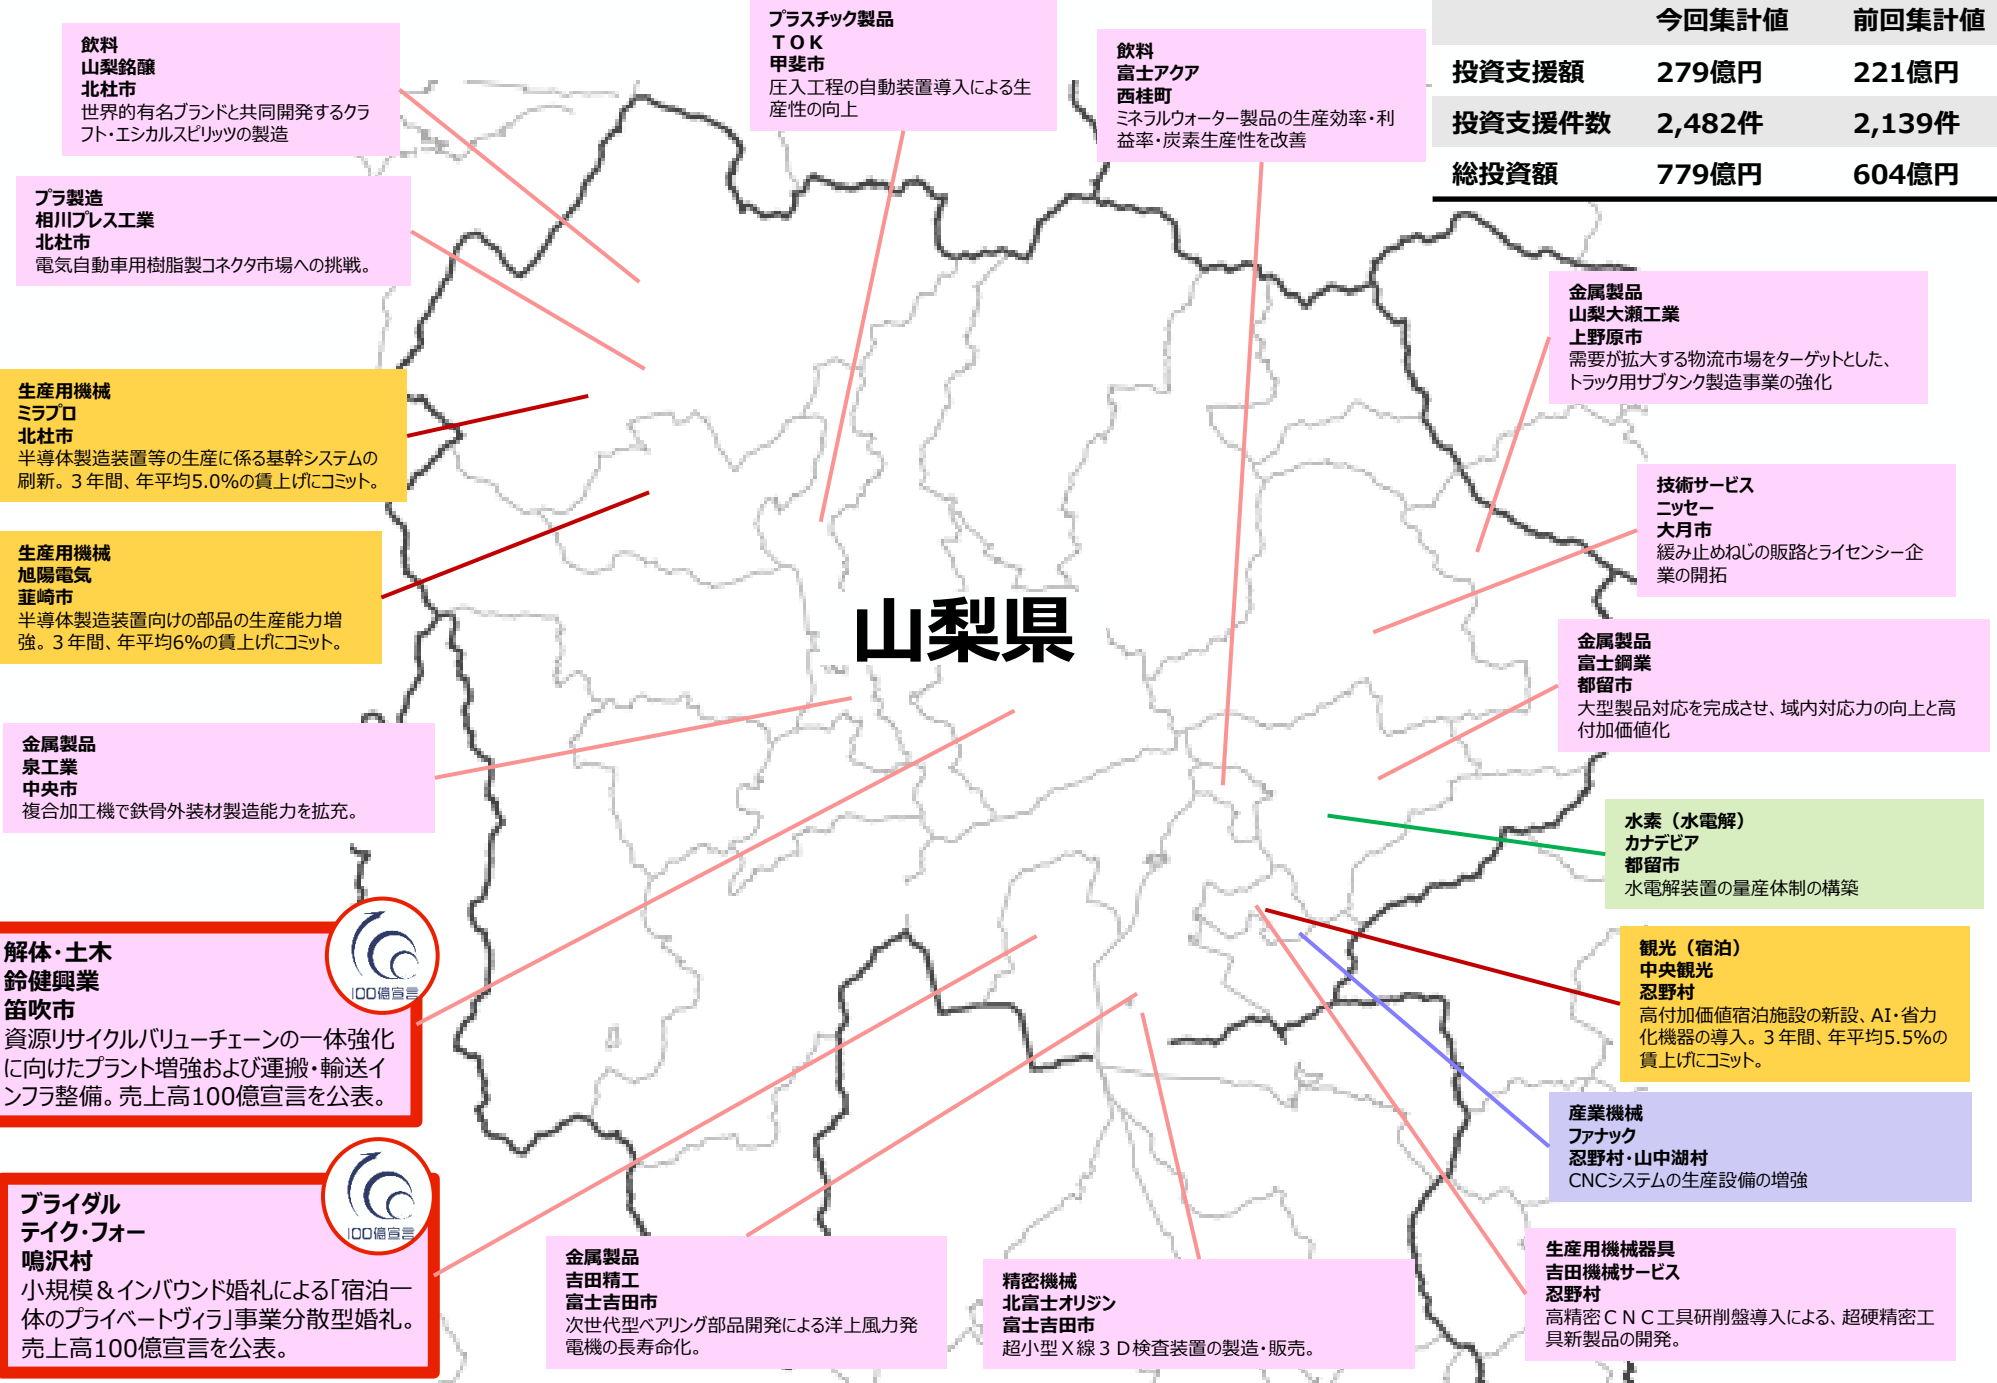 今回集計値 前回集計値
投資支援額 279億円 221億円
投資支援件数 2,482件 2,139件
総投資額 779億円 604億円
飲料
山梨銘醸
北杜市
世界的有名ブランドと共同開発するクラ
フト・エシカルスピリッツの製造
プラスチック製品
ＴＯＫ
甲斐市
圧入工程の自動装置導入による生
産性の向上
飲料
富士アクア
西桂町
ミネラルウォーター製品の生産効率・利
益率・炭素生産性を改善
プラ製造
相川プレス工業
北杜市
電気自動車用樹脂製コネクタ市場への挑戦。
金属製品
山梨大瀬工業
上野原市
需要が拡大する物流市場をターゲットとした、
トラック用サブタンク製造事業の強化
生産用機械
ミラプロ
北杜市
半導体製造装置等の生産に係る基幹システムの
刷新。３年間、年平均5.0%の賃上げにコミット。
技術サービス
ニッセー
大月市
緩み止めねじの販路とライセンシー企
業の開拓
生産用機械
旭陽電気
韮崎市
半導体製造装置向けの部品の生産能力増
強。３年間、年平均6%の賃上げにコミット。
山梨県
金属製品
富士鋼業
都留市
大型製品対応を完成させ、域内対応力の向上と高
付加価値化
金属製品
泉工業
中央市
複合加工機で鉄骨外装材製造能力を拡充。
水素（水電解）
カナデビア
都留市
水電解装置の量産体制の構築
解体・土木
鈴健興業
笛吹市
資源リサイクルバリューチェーンの一体強化
に向けたプラント増強および運搬・輸送イ
ンフラ整備。売上高100億宣言を公表。
100億宣言
観光（宿泊）
中央観光
忍野村
高付加価値宿泊施設の新設、AI・省力
化機器の導入。３年間、年平均5.5%の
賃上げにコミット。
産業機械
ファナック
忍野村・山中湖村
CNCシステムの生産設備の増強
ブライダル
テイク・フォー
鳴沢村
小規模＆インバウンド婚礼による「宿泊一
体のプライベートヴィラ」事業分散型婚礼。
売上高100億宣言を公表。
100億宣言
金属製品
吉田精工
富士吉田市
次世代型ベアリング部品開発による洋上風力発
電機の長寿命化。
精密機械
北富士オリジン
富士吉田市
超小型Ｘ線３Ｄ検査装置の製造・販売。
生産用機械器具
吉田機械サービス
忍野村
高精密ＣＮＣ工具研削盤導入による、超硬精密工
具新製品の開発。